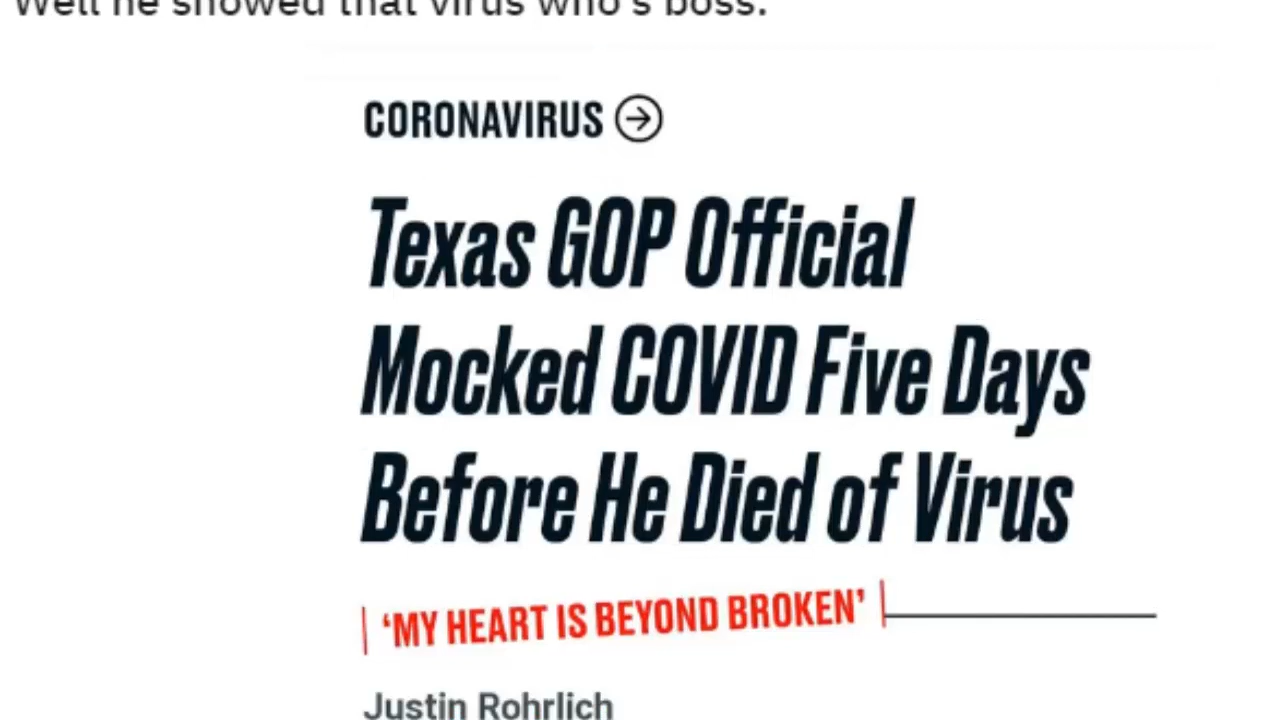 Well he showed that virus who's boss.
CORONAVIRUS
Texas GOP Official
Mocked COVID Five Days
Before He Died of Virus
‘MY HEART IS BEYOND BROKEN’
Justin Rohrlich